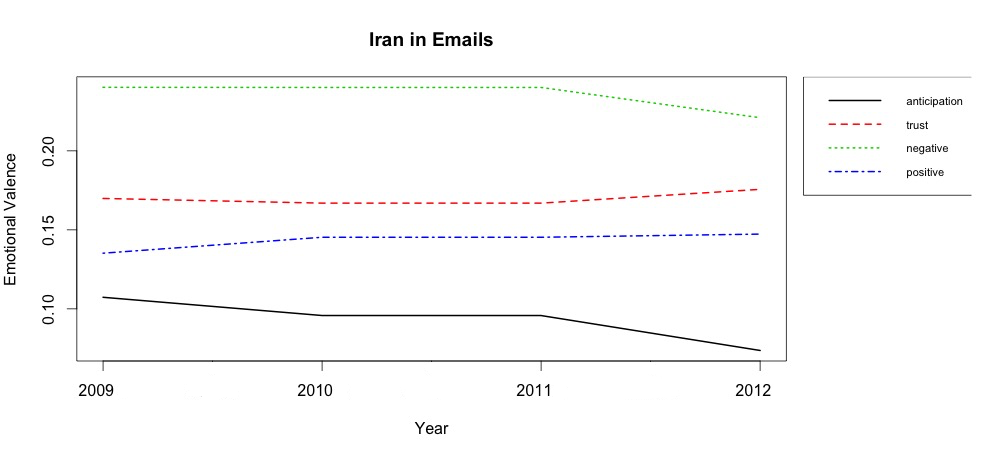 Iran in Emails
Emotional Valence
0.20
0.15
0.10
2009 2010 2011 2012
Year
anticipation
trust
negative
positive